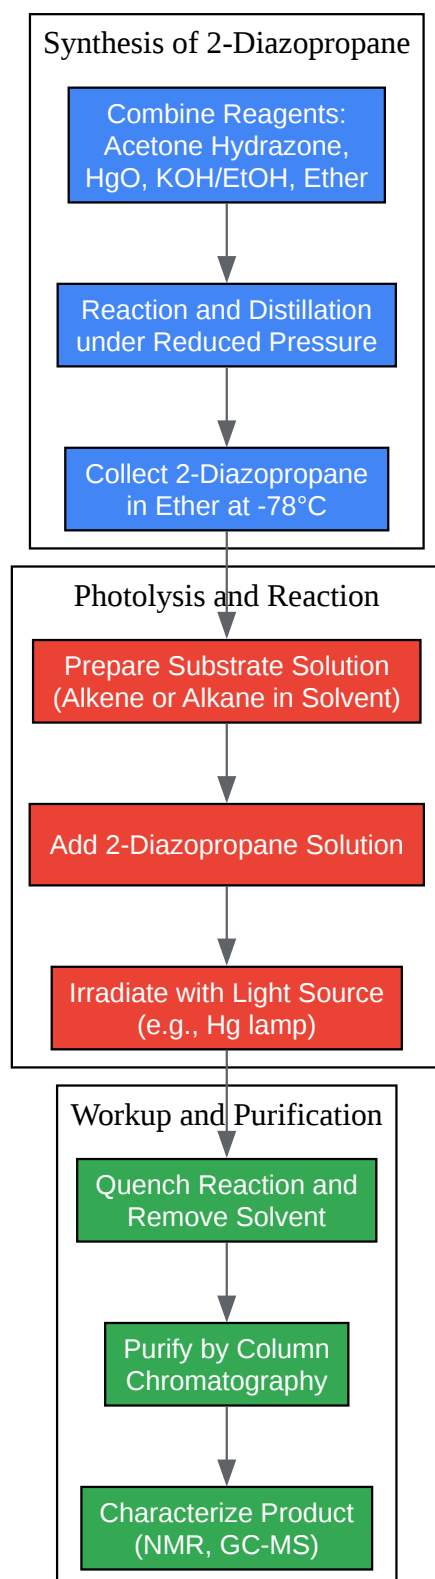 Synthesis of 2-Diazopropane
Combine Reagents:
Acetone Hydrazone,
HgO, KOH/EtOH, Ether
Reaction and Distillation
under Reduced Pressure
Collect 2-Diazopropane
in Ether at -78°C
Photolysis and Reaction
Prepare Substrate Solution
(Alkene or Alkane in Solvent)
Add 2-Diazopropane Solution
Irradiate with Light Source
(e.g., Hg lamp)
Workup and Purification
Quench Reaction and
Remove Solvent
Purify by Column
Chromatography
Characterize Product
(NMR, GC-MS)